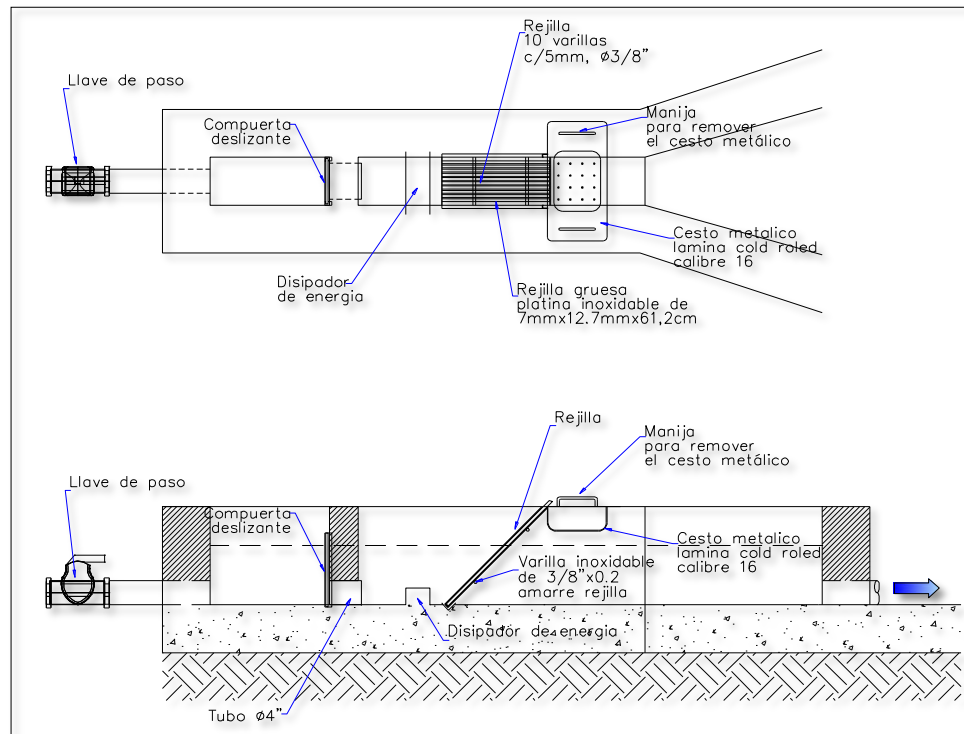 Rejilla
10 varillas
c/5mm, Ø3/8"
Llave de paso
Compuerta
deslizante
Manija
para remover
el cesto metálico
Disipador
de energia
Rejilla gruesa
platina inoxidable de
7mmx12.7mmx61,2cm
Cesto metalico
lamina cold roled
calibre 16
Rejilla
Manija
para remover
el cesto metálico
Llave de paso
Compuerta
deslizante
Varilla inoxidable
de 3/8"x0.2
amarre rejilla
Cesto metalico
lamina cold roled
calibre 16
Disipador de energia
Tubo Ø4"